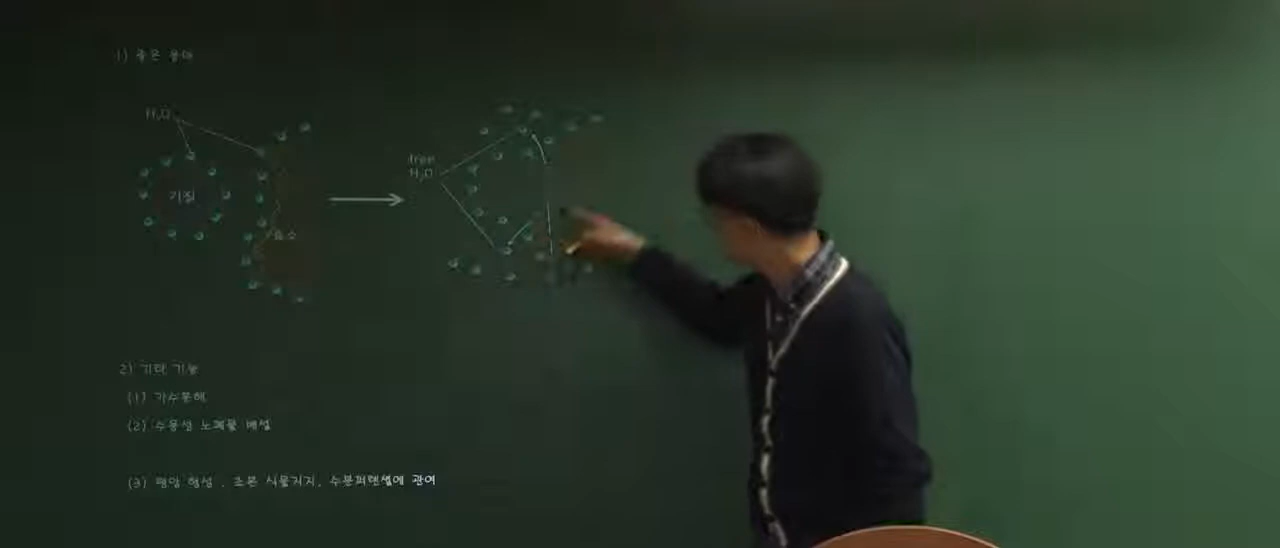 1) 좋은 용매
H₂O
기질
효소
free
H₂O
2) 기타 기능
(1) 가수분해
(2) 수용성 노폐물 배설
(3) 팽압 형성 . 초본 식물지지. 수분퍼텐셜에 관여